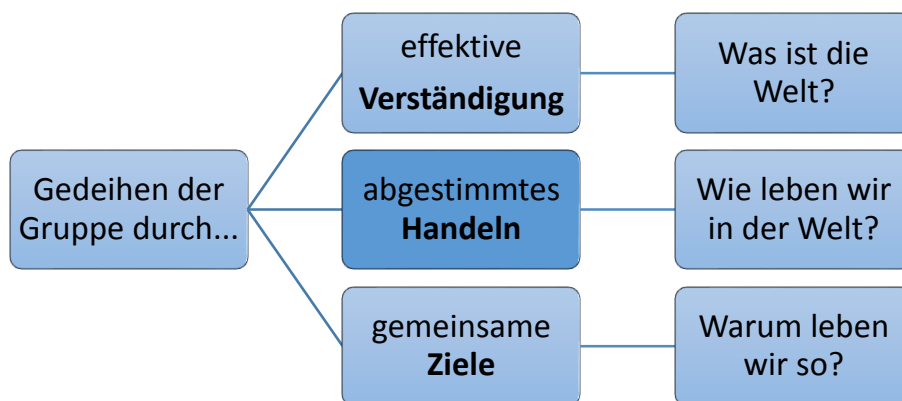 Gedeihen der
Gruppe durch...
effektive
Verständigung
Was ist die
Welt?
abgestimmtes
Handeln
Wie leben wir
in der Welt?
gemeinsame
Ziele
Warum leben
wir so?